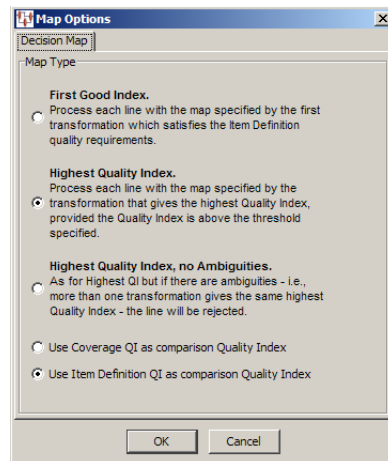 Map Options
Decision Map
Map Type
First Good Index.
Process each line with the map specified by the first
transformation which satisfies the Item Definition
quality requirements.
Highest Quality Index.
Process each line with the map specified by the
transformation that gives the highest Quality Index,
provided the Quality Index is above the threshold
specified.
Highest Quality Index, no Ambiguities.
As for Highest QI but if there are ambiguities - i.e.,
more than one transformation gives the same highest
Quality Index - the line will be rejected.
Use Coverage QI as comparison Quality Index
Use Item Definition QI as comparison Quality Index
OK Cancel